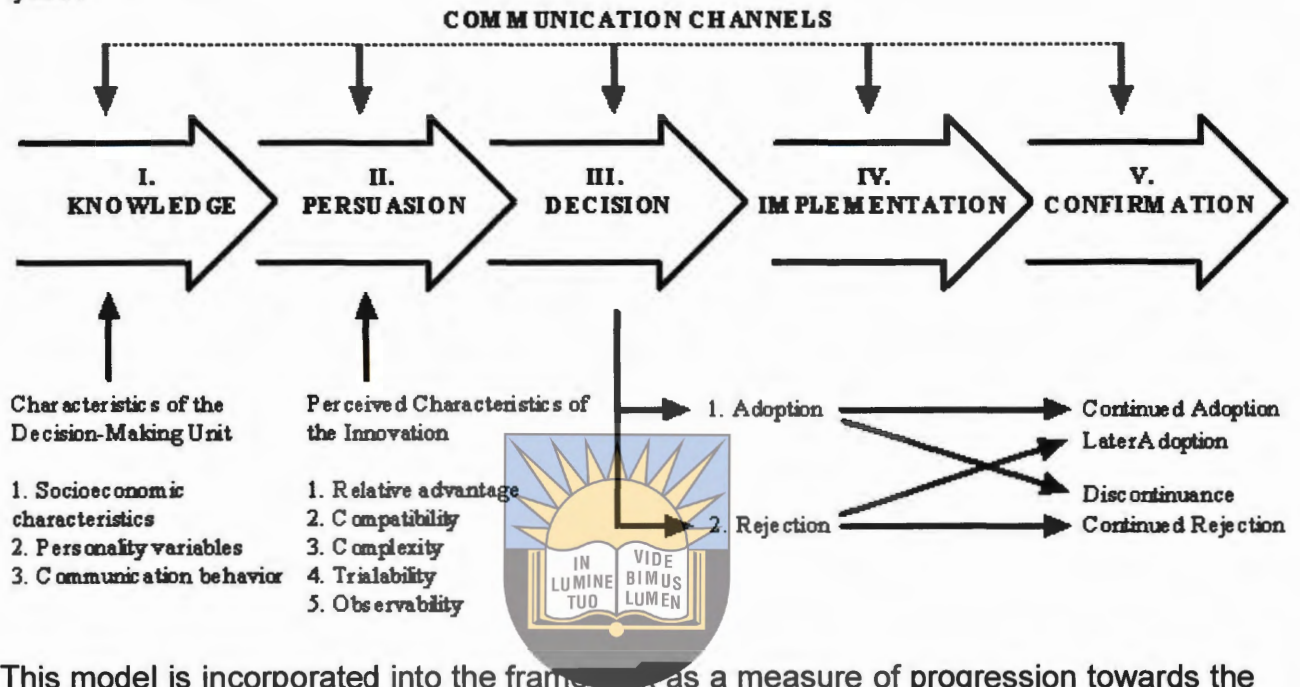 COMMUNICATION CHANNELS
I.
KNOWLEDGE
II.
PERSUASION
III.
DECISION
IV.
IMPLEMENTATION
V.
CONFIRMATION
Characteristics of the
Decision-Making Unit
1. Socioeconomic
characteristics
2. Personality variables
3. Communication behavior
Perceived Characteristics of
the Innovation
1. Relative advantage
2. Compatibility
3. Complexity
4. Trialability
5. Observability
1. Adoption
2. Rejection
Continued Adoption
Later Adoption
Discontinuance
Continued Rejection
IN
LUMINE
TUO
VIDE
BIMUS
LUMEN
This model is incorporated into the as a measure of progression towards the